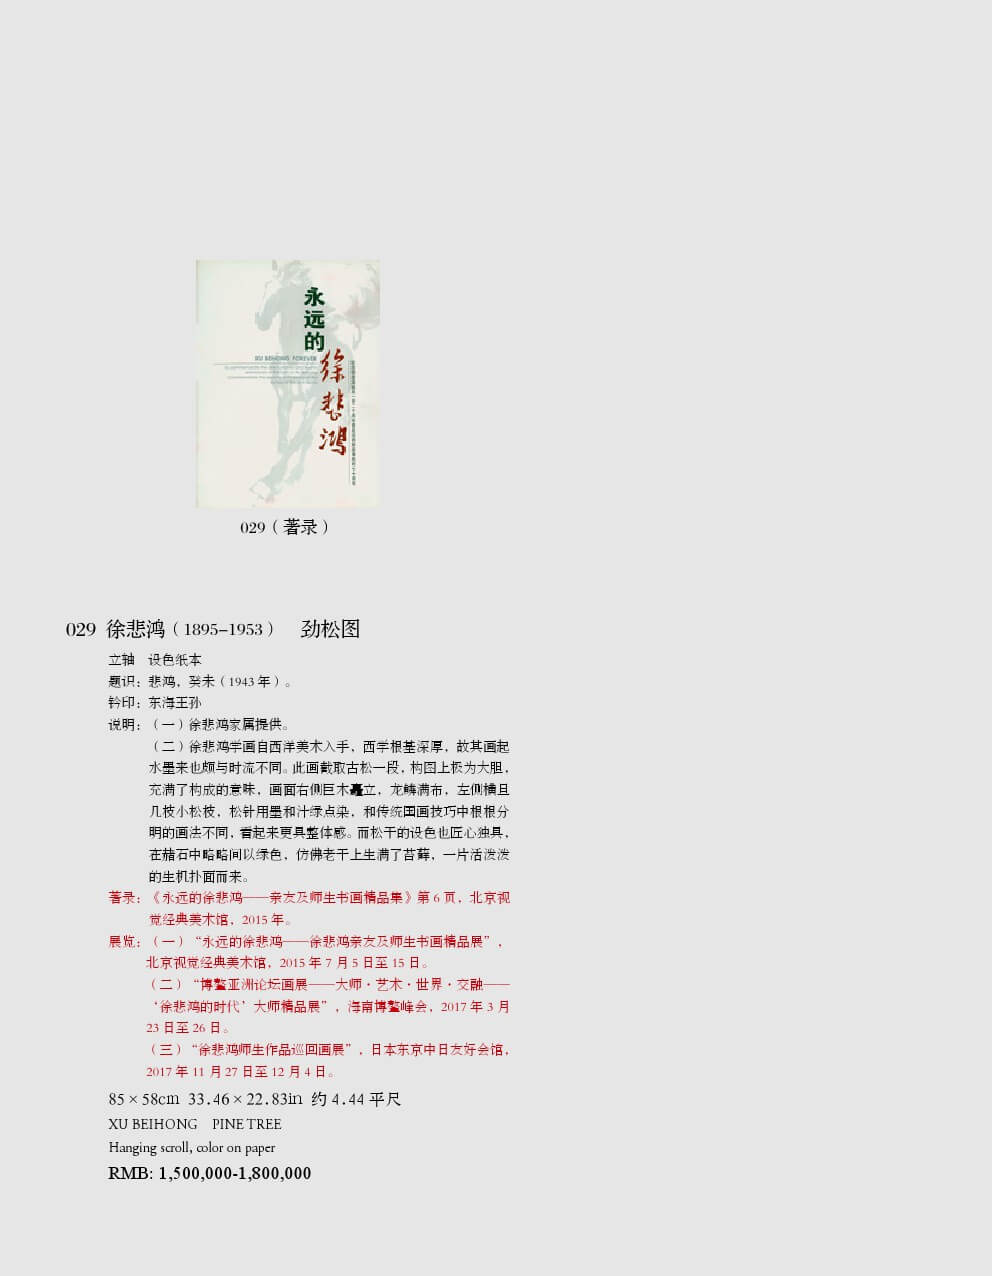 永远的
徐悲鸿
XU BEIHONG FOREVER
029（著录）
029 徐悲鸿（1895–1953） 劲松图
立轴 设色纸本
题识：悲鸿，癸未（1943 年）。
钤印：东海王孙
说明：（一）徐悲鸿家属提供。
（二）徐悲鸿学画自西洋美术入手，西学根基深厚，故其画起
水墨来也颇与时流不同。此画截取古松一段，构图上极为大胆，
充满了构成的意味，画面右侧巨木矗立，龙鳞满布，左侧横亘
几枝小松枝，松针用墨和汁绿点染，和传统国画技巧中根根分
明的画法不同，看起来更具整体感。而松干的设色也匠心独具，
在赭石中略略间以绿色，仿佛老干上生满了苔藓，一片活泼泼
的生机扑面而来。
著录：《永远的徐悲鸿——亲友及师生书画精品集》第 6 页，北京视
觉经典美术馆，2015 年。
展览：（一）“永远的徐悲鸿——徐悲鸿亲友及师生书画精品展”，
北京视觉经典美术馆，2015 年 7 月 5 日至 15 日。
（二）“博鳌亚洲论坛画展——大师·艺术·世界·交融——
‘徐悲鸿的时代’大师精品展”，海南博鳌峰会，2017 年 3 月
23 日至 26 日。
（三）“徐悲鸿师生作品巡回画展”，日本东京中日友好会馆，
2017 年 11 月 27 日至 12 月 4 日。
85×58cm 33.46×22.83in 约 4.44 平尺
XU BEIHONG PINE TREE
Hanging scroll, color on paper
RMB: 1,500,000-1,800,000